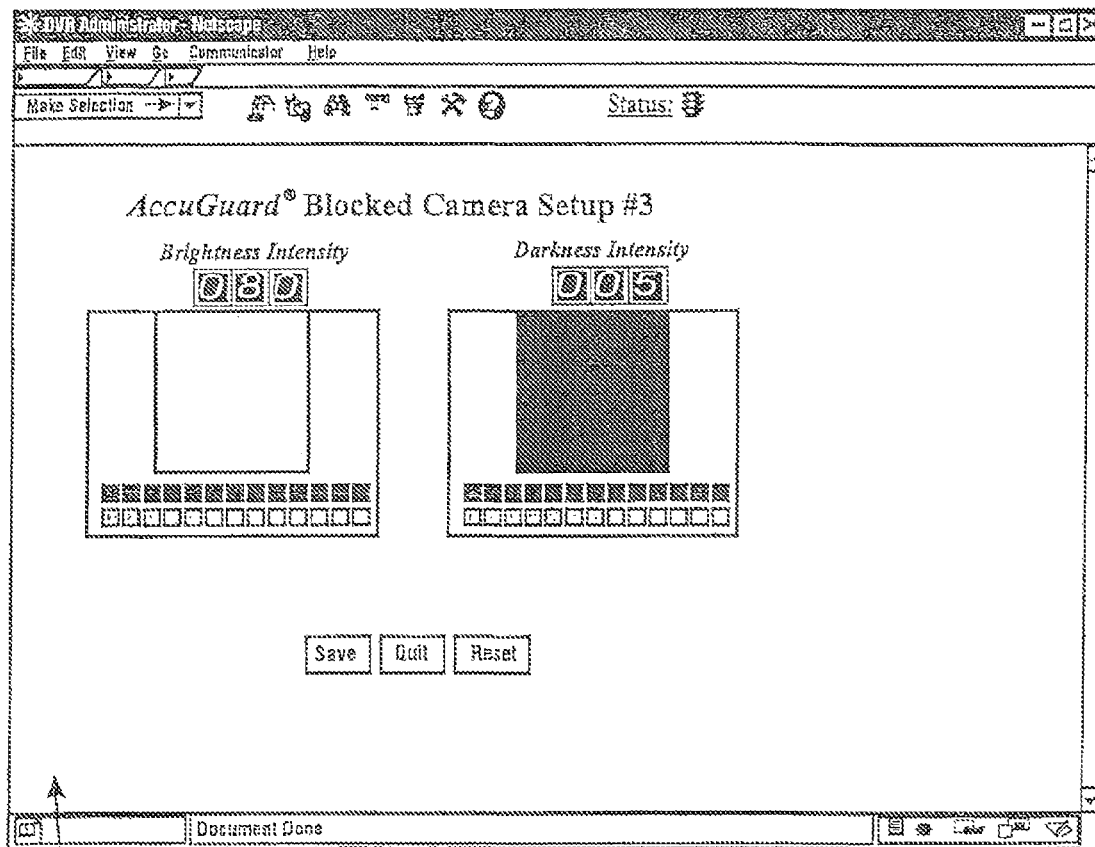 DVR Administrator - Netscape
File Edit View Go Communicator Help
Make Selection
Status:
AccuGuard® Blocked Camera Setup #3
Brightness Intensity
Darkness Intensity
080
005
Save Quit Reset
Document Done